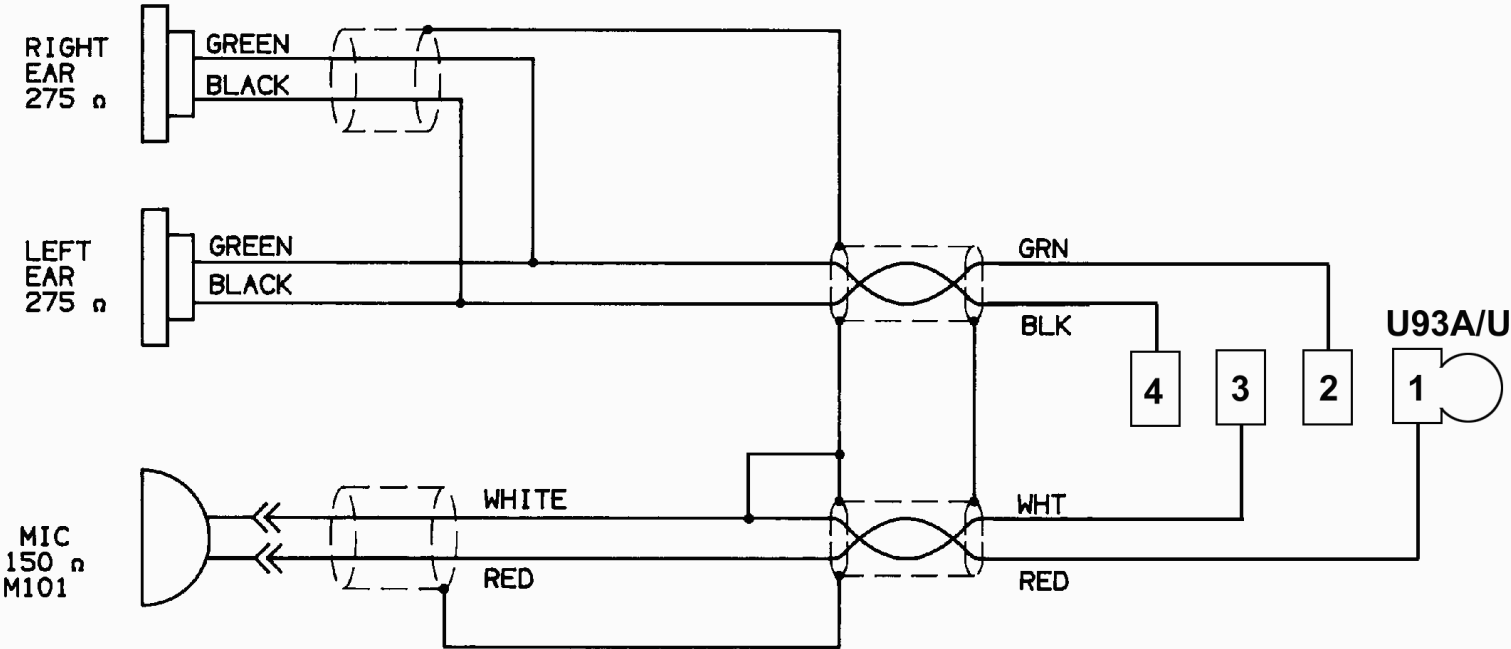 RIGHT
EAR
275 Ω
GREEN
BLACK
LEFT
EAR
275 Ω
GREEN
BLACK
GRN
BLK
U93A/U
4
3
2
1
MIC
150 Ω
M101
WHITE
RED
WHT
RED